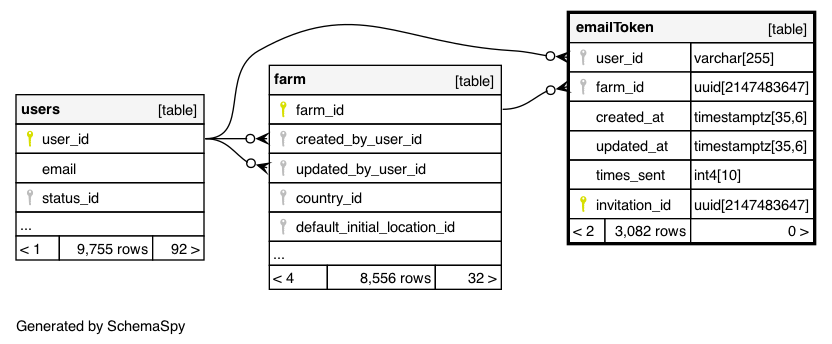 users [table]
user_id
email
status_id
...
< 1 9,755 rows 92 >
farm [table]
farm_id
created_by_user_id
updated_by_user_id
country_id
default_initial_location_id
...
< 4 8,556 rows 32 >
emailToken [table]
user_id varchar[255]
farm_id uuid[2147483647]
created_at timestamptz[35,6]
updated_at timestamptz[35,6]
times_sent int4[10]
invitation_id uuid[2147483647]
< 2 3,082 rows 0 >
Generated by SchemaSpy